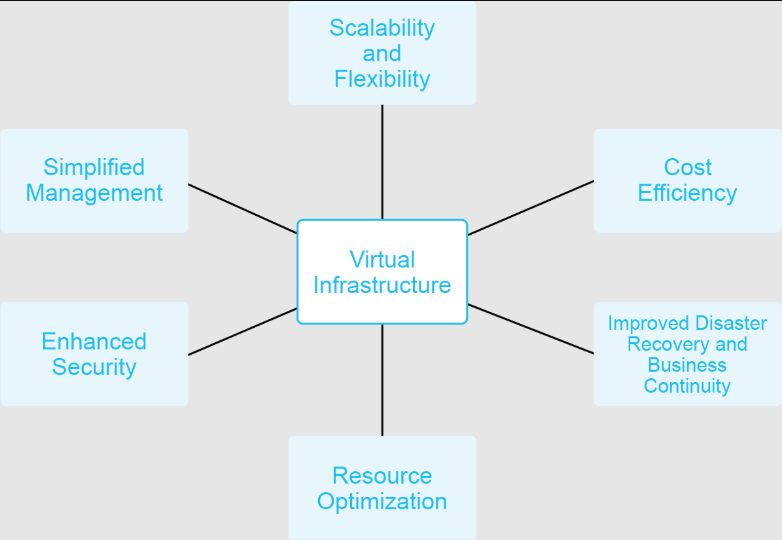 Scalability
and
Flexibility
Simplified
Management
Cost
Efficiency
Virtual
Infrastructure
Enhanced
Security
Improved Disaster
Recovery and
Business
Continuity
Resource
Optimization